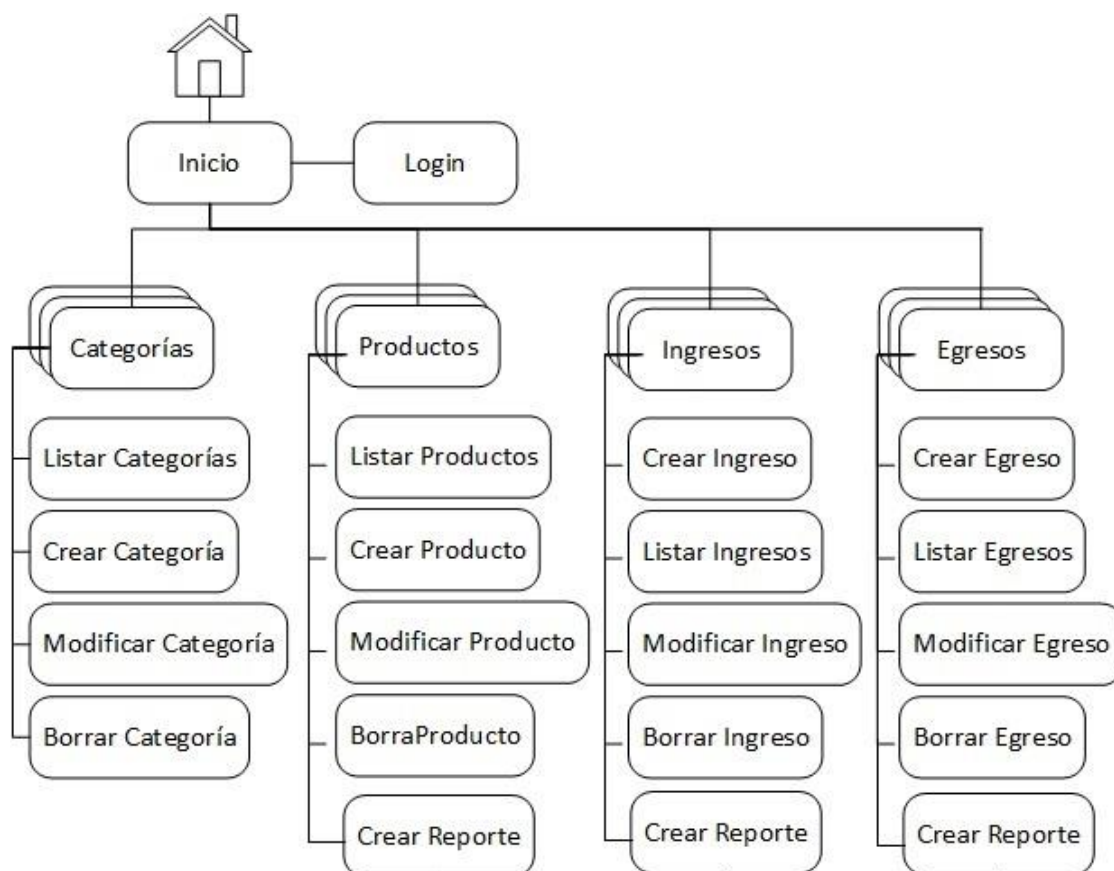 Inicio
Login
Categorías
Productos
Ingresos
Egresos
Listar Categorías
Crear Categoría
Modificar Categoría
Borrar Categoría
Listar Productos
Crear Producto
Modificar Producto
BorraProducto
Crear Reporte
Crear Ingreso
Listar Ingresos
Modificar Ingreso
Borrar Ingreso
Crear Reporte
Crear Egreso
Listar Egresos
Modificar Egreso
Borrar Egreso
Crear Reporte